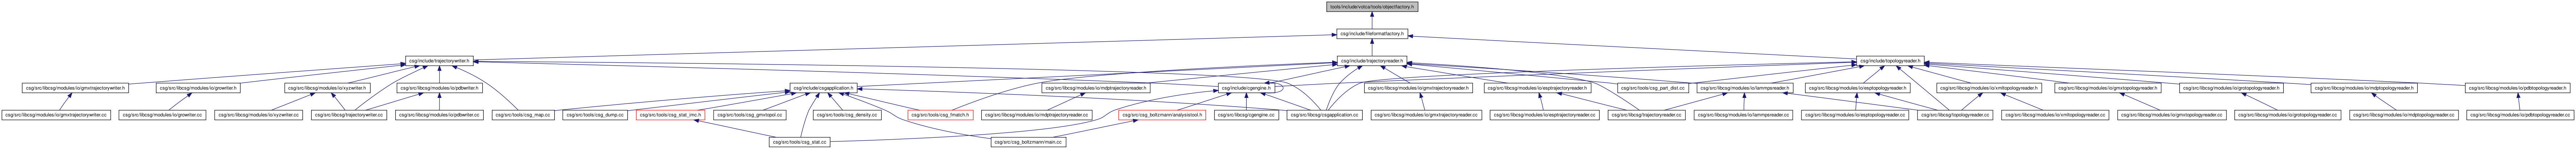 tools/include/votca/tools/objectfactory.h
csg/include/fileformatfactory.h
csg/include/trajectorywriter.h
csg/include/trajectoryreader.h
csg/include/topologyreader.h
csg/src/libcsg/modules/io/gmxtrajectorywriter.h
csg/src/libcsg/modules/io/growriter.h
csg/src/libcsg/modules/io/xyzwriter.h
csg/src/libcsg/modules/io/pdbwriter.h
csg/include/csgapplication.h
csg/src/libcsg/modules/io/mdptrajectoryreader.h
csg/include/cgengine.h
csg/src/libcsg/modules/io/gmxtrajectoryreader.h
csg/src/libcsg/modules/io/esptrajectoryreader.h
csg/src/tools/csg_part_dist.cc
csg/src/libcsg/modules/io/lammpsreader.h
csg/src/libcsg/modules/io/esptopologyreader.h
csg/src/libcsg/modules/io/xmltopologyreader.h
csg/src/libcsg/modules/io/gmxtopologyreader.h
csg/src/libcsg/modules/io/grotopologyreader.h
csg/src/libcsg/modules/io/mdptopologyreader.h
csg/src/libcsg/modules/io/pdbtopologyreader.h
csg/src/libcsg/modules/io/gmxtrajectorywriter.cc
csg/src/libcsg/modules/io/growriter.cc
csg/src/libcsg/modules/io/xyzwriter.cc
csg/src/libcsg/trajectorywriter.cc
csg/src/libcsg/modules/io/pdbwriter.cc
csg/src/tools/csg_map.cc
csg/src/tools/csg_dump.cc
csg/src/tools/csg_stat_imc.h
csg/src/tools/csg_gmxtopol.cc
csg/src/tools/csg_density.cc
csg/src/tools/csg_fmatch.h
csg/src/libcsg/modules/io/mdptrajectoryreader.cc
csg/src/csg_boltzmann/analysistool.h
csg/src/libcsg/cgengine.cc
csg/src/libcsg/csgapplication.cc
csg/src/libcsg/modules/io/gmxtrajectoryreader.cc
csg/src/libcsg/modules/io/esptrajectoryreader.cc
csg/src/libcsg/trajectoryreader.cc
csg/src/libcsg/modules/io/lammpsreader.cc
csg/src/libcsg/modules/io/esptopologyreader.cc
csg/src/libcsg/topologyreader.cc
csg/src/libcsg/modules/io/xmltopologyreader.cc
csg/src/libcsg/modules/io/gmxtopologyreader.cc
csg/src/libcsg/modules/io/grotopologyreader.cc
csg/src/libcsg/modules/io/mdptopologyreader.cc
csg/src/libcsg/modules/io/pdbtopologyreader.cc
csg/src/tools/csg_stat.cc
csg/src/csg_boltzmann/main.cc